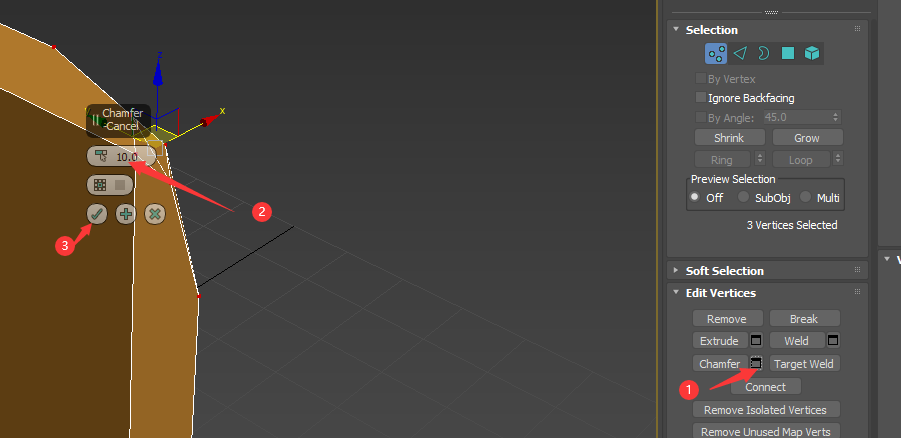 z
x
Chamfer
-Cancel
10.0
2
3
Selection
By Vertex
Ignore Backfacing
By Angle: 45.0
Shrink Grow
Ring Loop
Preview Selection
Off SubObj Multi
3 Vertices Selected
Soft Selection
Edit Vertices
Remove Break
Extrude Weld
Chamfer Target Weld
1
Connect
Remove Isolated Vertices
Remove Unused Map Verts